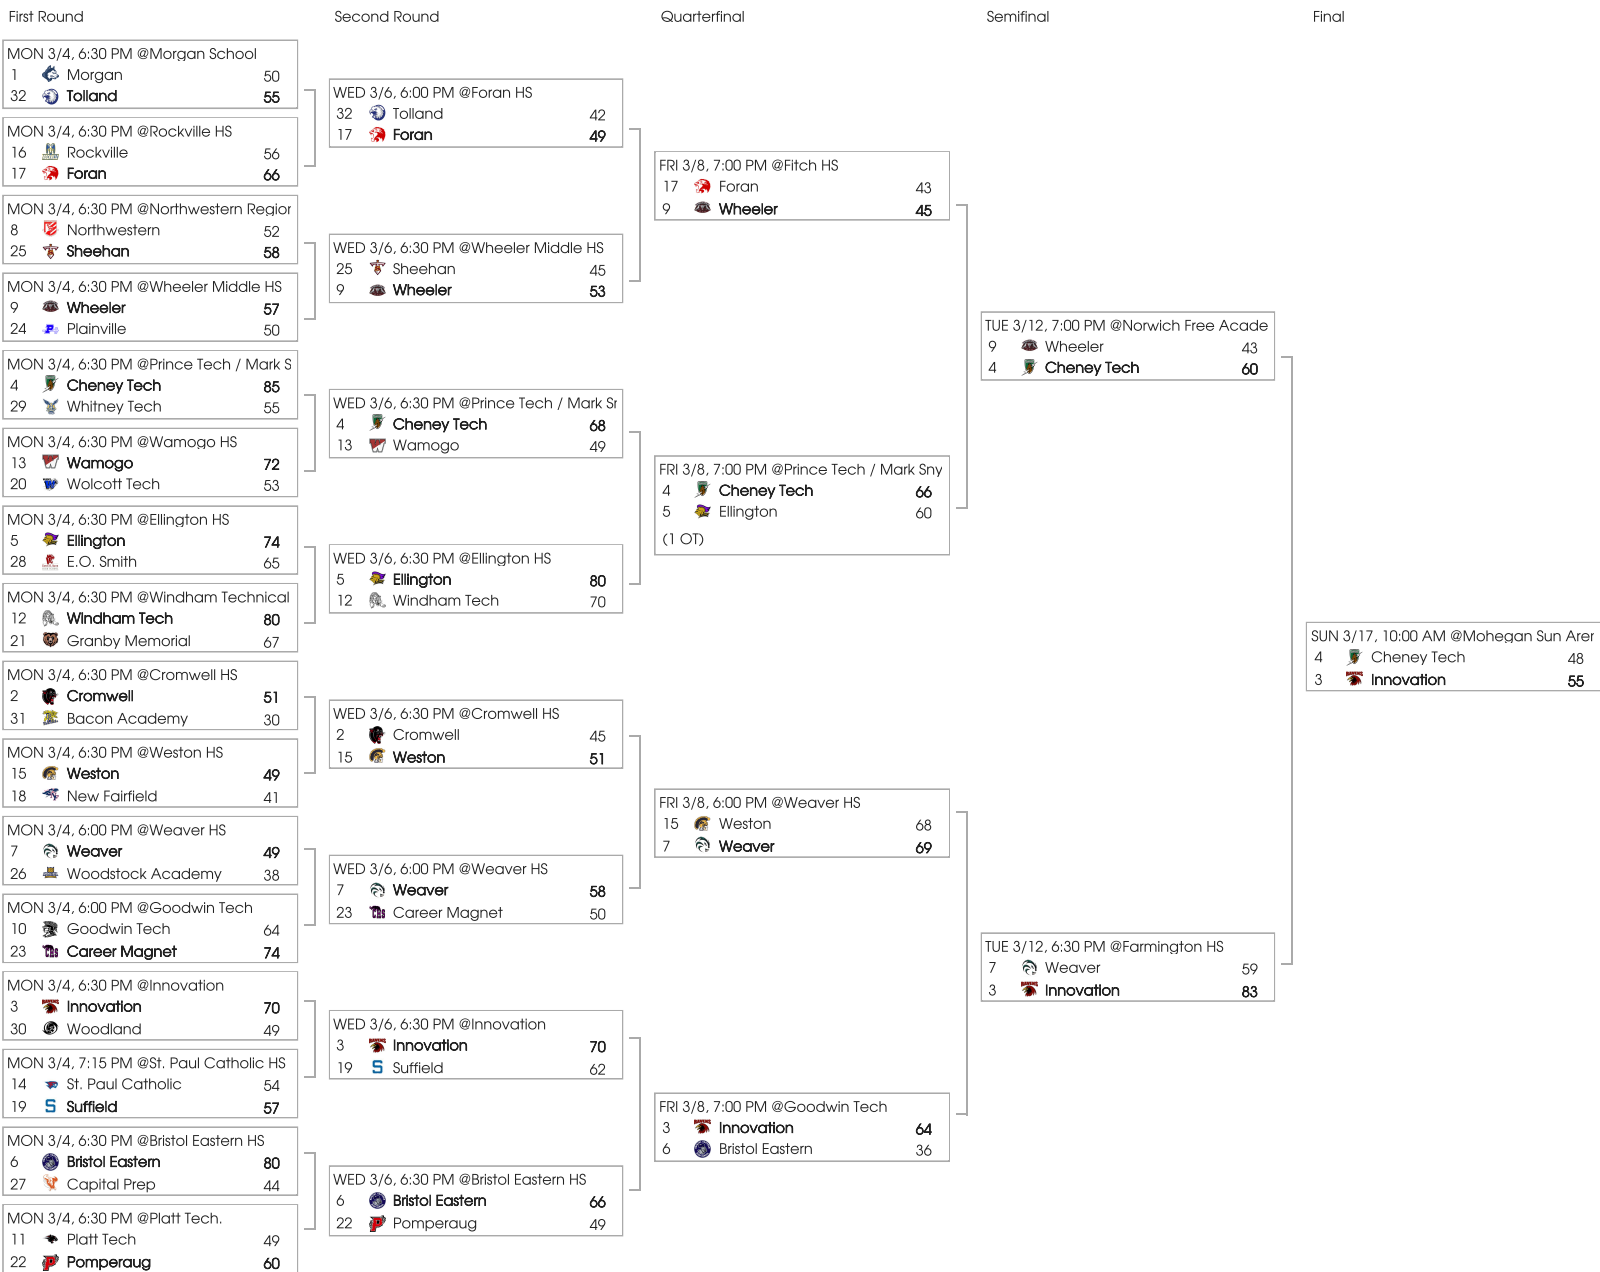 First Round
MON 3/4, 6:30 PM @Morgan School
1 Morgan 50
32 Tolland 55
MON 3/4, 6:30 PM @Rockville HS
16 Rockville 56
17 Foran 66
MON 3/4, 6:30 PM @Northwestern Region
8 Northwestern 52
25 Sheehan 58
MON 3/4, 6:30 PM @Wheeler Middle HS
9 Wheeler 57
24 Plainville 50
MON 3/4, 6:30 PM @Prince Tech / Mark S
4 Cheney Tech 85
29 Whitney Tech 55
MON 3/4, 6:30 PM @Wamogo HS
13 Wamogo 72
20 Wolcott Tech 53
MON 3/4, 6:30 PM @Ellington HS
5 Ellington 74
28 E.O. Smith 65
MON 3/4, 6:30 PM @Windham Technical
12 Windham Tech 80
21 Granby Memorial 67
MON 3/4, 6:30 PM @Cromwell HS
2 Cromwell 51
31 Bacon Academy 30
MON 3/4, 6:30 PM @Weston HS
15 Weston 49
18 New Fairfield 41
MON 3/4, 6:00 PM @Weaver HS
7 Weaver 49
26 Woodstock Academy 38
MON 3/4, 6:00 PM @Goodwin Tech
10 Goodwin Tech 64
23 Career Magnet 74
MON 3/4, 6:30 PM @Innovation
3 Innovation 70
30 Woodland 49
MON 3/4, 7:15 PM @St. Paul Catholic HS
14 St. Paul Catholic 54
19 Suffield 57
MON 3/4, 6:30 PM @Bristol Eastern HS
6 Bristol Eastern 80
27 Capital Prep 44
MON 3/4, 6:30 PM @Platt Tech.
11 Platt Tech 49
22 Pomperaug 60
Second Round
WED 3/6, 6:00 PM @Foran HS
32 Tolland 42
17 Foran 49
WED 3/6, 6:30 PM @Wheeler Middle HS
25 Sheehan 45
9 Wheeler 53
WED 3/6, 6:30 PM @Prince Tech / Mark Sr
4 Cheney Tech 68
13 Wamogo 49
WED 3/6, 6:30 PM @Ellington HS
5 Ellington 80
12 Windham Tech 70
WED 3/6, 6:30 PM @Cromwell HS
2 Cromwell 45
15 Weston 51
WED 3/6, 6:00 PM @Weaver HS
7 Weaver 58
23 Career Magnet 50
WED 3/6, 6:30 PM @Innovation
3 Innovation 70
19 Suffield 62
WED 3/6, 6:30 PM @Bristol Eastern HS
6 Bristol Eastern 66
22 Pomperaug 49
Quarterfinal
FRI 3/8, 7:00 PM @Fitch HS
17 Foran 43
9 Wheeler 45
FRI 3/8, 7:00 PM @Prince Tech / Mark Sny
4 Cheney Tech 66
5 Ellington 60
(1 OT)
FRI 3/8, 6:00 PM @Weaver HS
15 Weston 68
7 Weaver 69
FRI 3/8, 7:00 PM @Goodwin Tech
3 Innovation 64
6 Bristol Eastern 36
Semifinal
TUE 3/12, 7:00 PM @Norwich Free Acade
9 Wheeler 43
4 Cheney Tech 60
TUE 3/12, 6:30 PM @Farmington HS
7 Weaver 59
3 Innovation 83
Final
SUN 3/17, 10:00 AM @Mohegan Sun Aren
4 Cheney Tech 48
3 Innovation 55